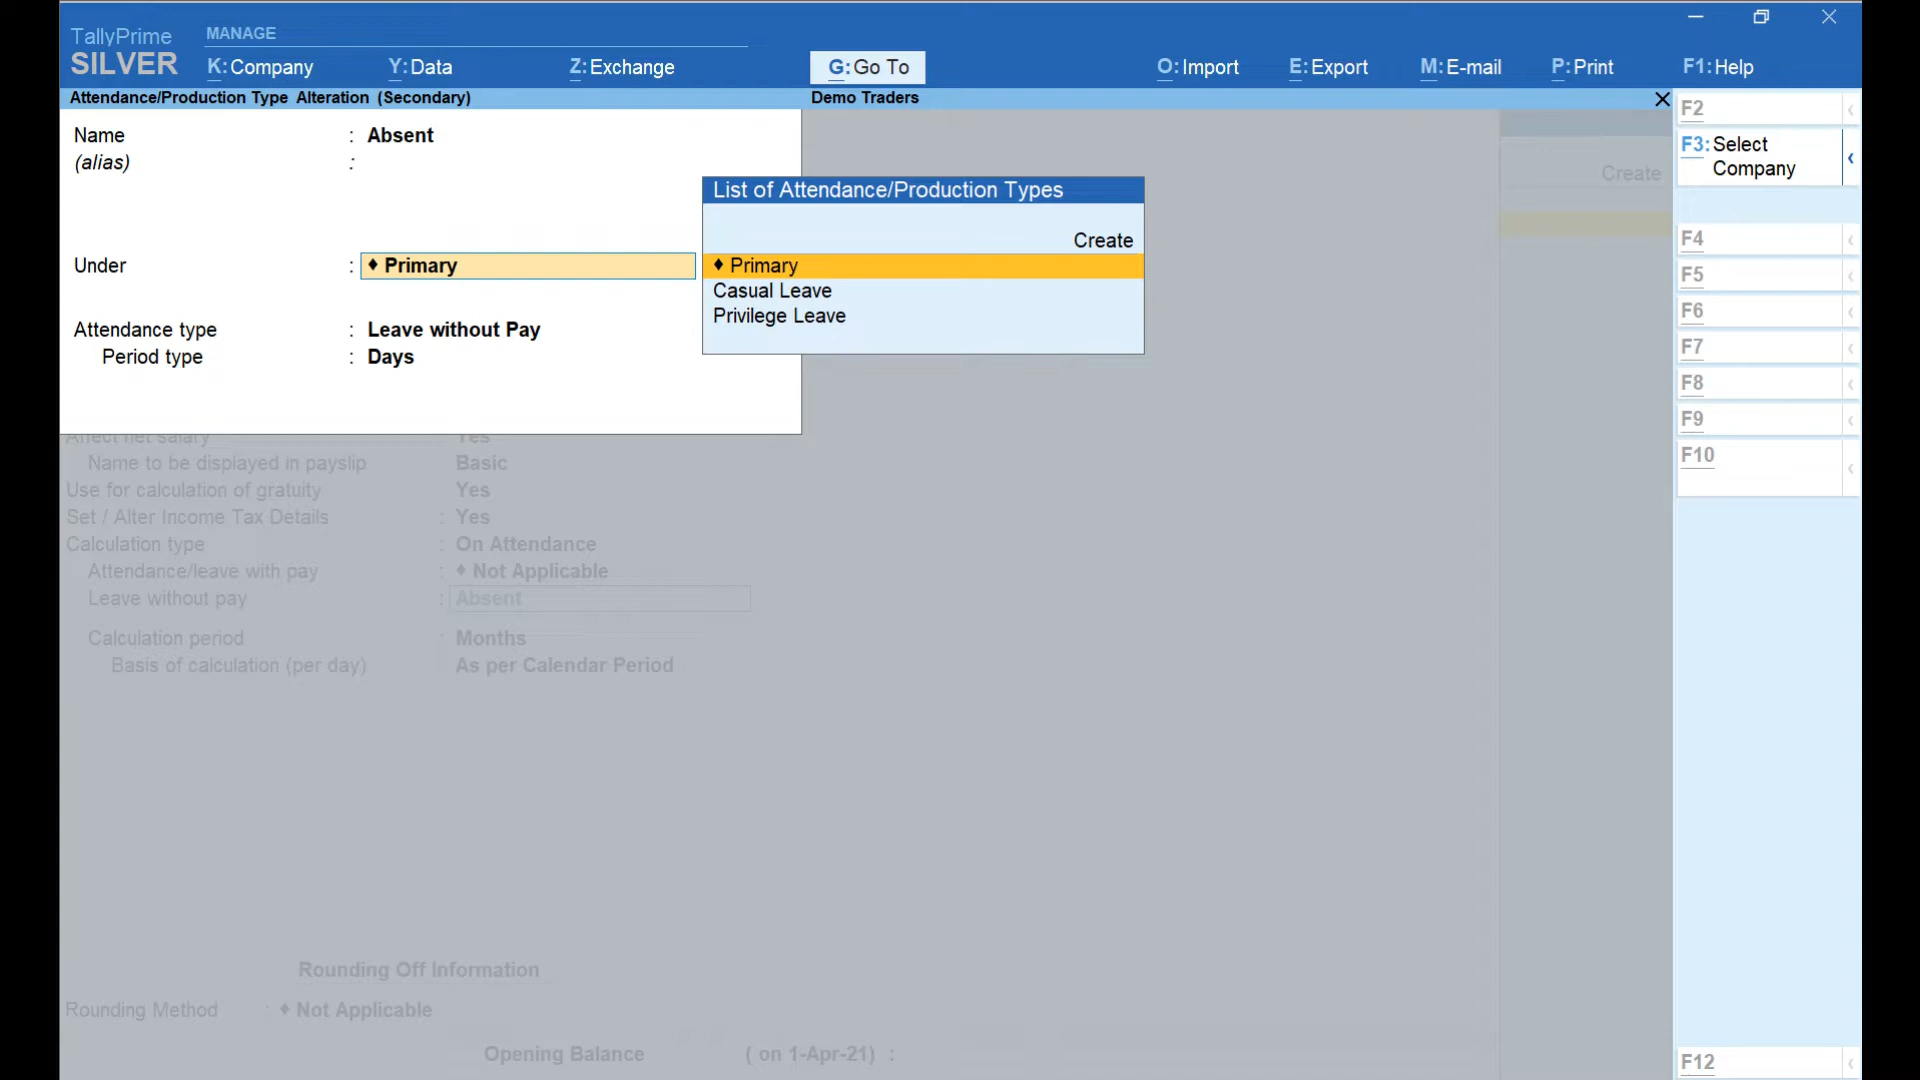 TallyPrime
SILVER
MANAGE
K: Company
Y: Data
Z: Exchange
G: Go To
O: Import
E: Export
M: E-mail
P: Print
F1: Help
Attendance/Production Type Alteration (Secondary)
Demo Traders
Name : Absent
(alias) :
Under : ♦ Primary
Attendance type : Leave without Pay
Period type : Days
List of Attendance/Production Types
Create
♦ Primary
Casual Leave
Privilege Leave
Create
Affect net salary Yes
Name to be displayed in payslip Basic
Use for calculation of gratuity Yes
Set / Alter Income Tax Details : Yes
Calculation type : On Attendance
Attendance/leave with pay : ♦ Not Applicable
Leave without pay : Absent
Calculation period : Months
Basis of calculation (per day) As per Calendar Period
Rounding Off Information
Rounding Method : ♦ Not Applicable
Opening Balance ( on 1-Apr-21) :
F2
F3: Select
Company
F4
F5
F6
F7
F8
F9
F10
F12